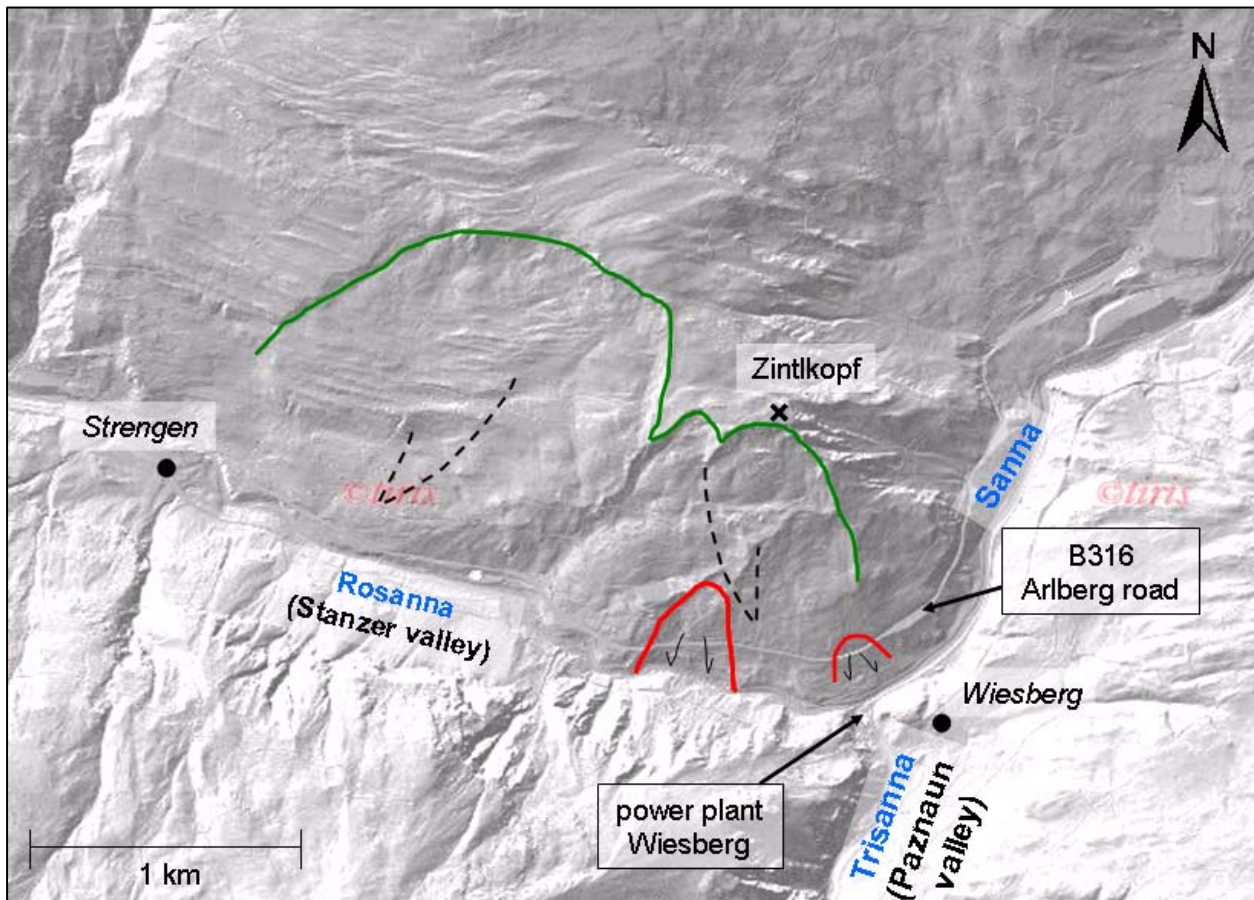 N
Zintlkopf
Strengen
©tiris
©tiris
Sanna
B316
Arlberg road
Rosanna
(Stanzer valley)
Wiesberg
power plant
Wiesberg
Trisanna
(Paznaun
valley)
1 km